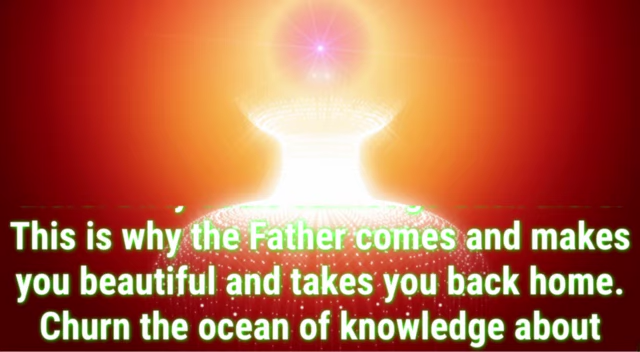 This is why the Father comes and makes
you beautiful and takes you back home.
Churn the ocean of knowledge about